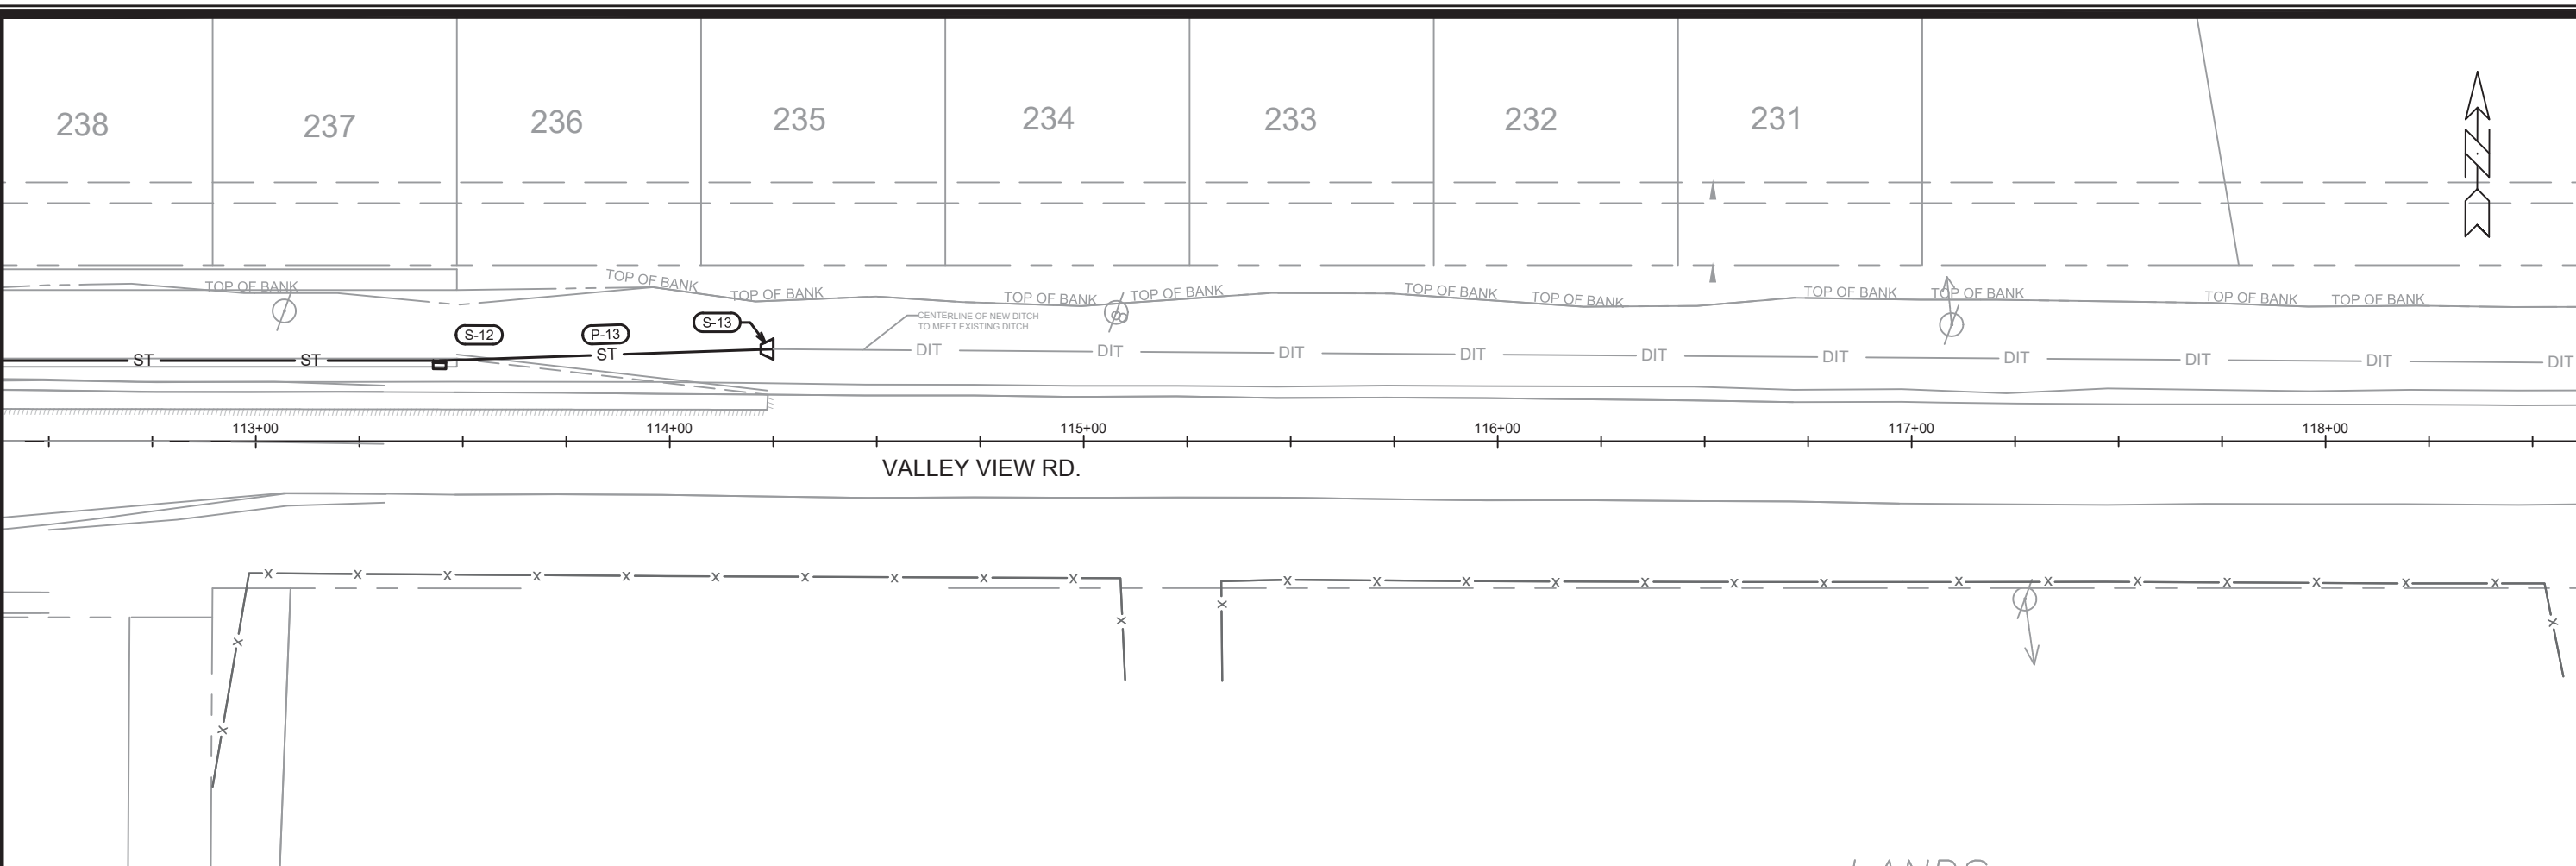 238 237 236 235 234 233 232 231
TOP OF BANK TOP OF BANK TOP OF BANK TOP OF BANK TOP OF BANK TOP OF BANK TOP OF BANK TOP OF BANK TOP OF BANK TOP OF BANK TOP OF BANK
S-12 P-13 S-13
CENTERLINE OF NEW DITCH
TO MEET EXISTING DITCH
ST ST ST DIT DIT DIT DIT DIT DIT DIT DIT DIT DIT
113+00 114+00 115+00 116+00 117+00 118+00
VALLEY VIEW RD.
x x x x x x x x x x x x x x x x x x x x x x x x
x x x
x
x
LANDS